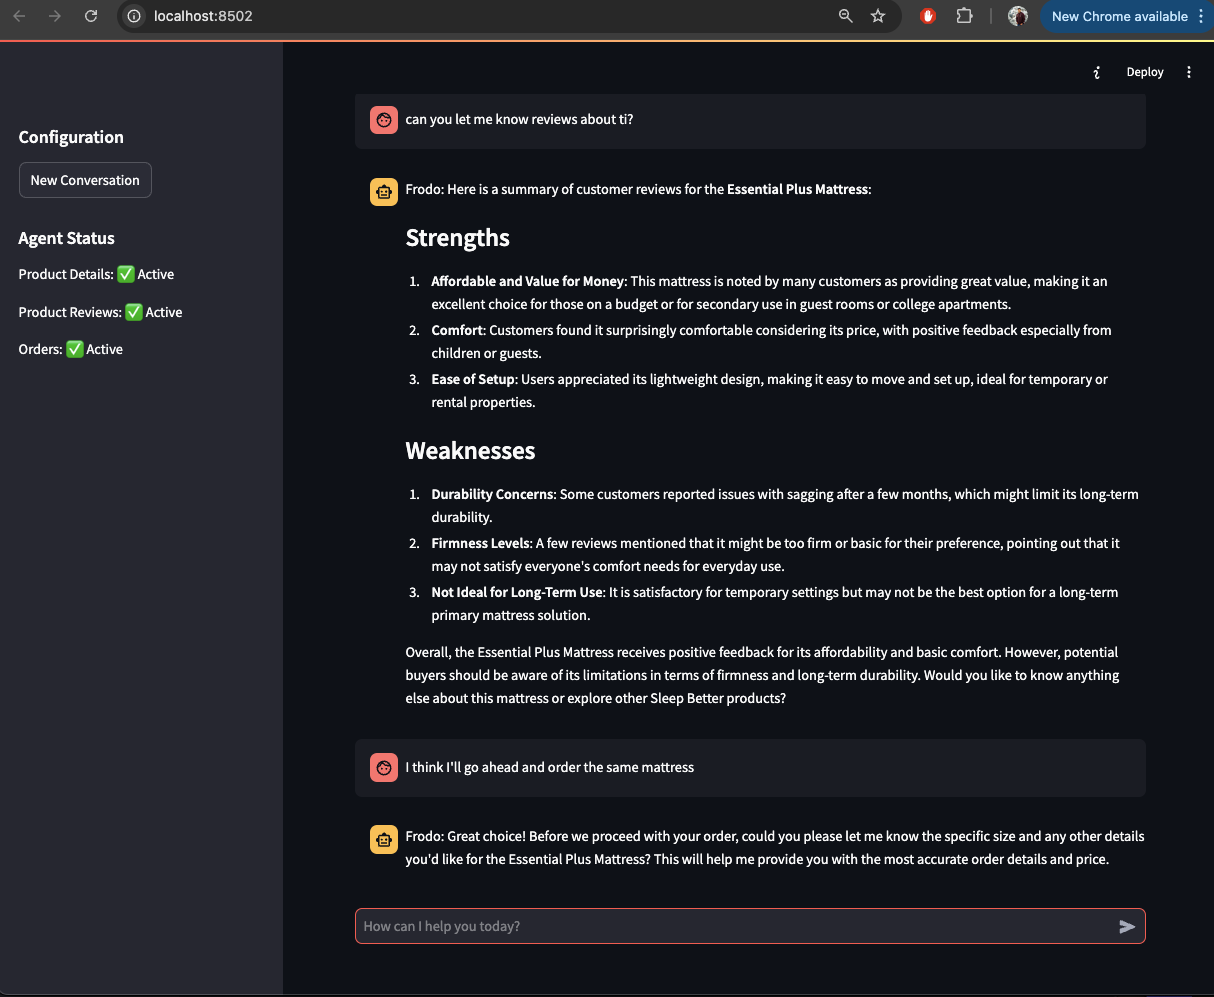 localhost:8502
New Chrome available
Deploy
Configuration
New Conversation
Agent Status
Product Details: ✅ Active
Product Reviews: ✅ Active
Orders: ✅ Active
can you let me know reviews about ti?
Frodo: Here is a summary of customer reviews for the Essential Plus Mattress:
Strengths
1. Affordable and Value for Money: This mattress is noted by many customers as providing great value, making it an
excellent choice for those on a budget or for secondary use in guest rooms or college apartments.
2. Comfort: Customers found it surprisingly comfortable considering its price, with positive feedback especially from
children or guests.
3. Ease of Setup: Users appreciated its lightweight design, making it easy to move and set up, ideal for temporary or
rental properties.
Weaknesses
1. Durability Concerns: Some customers reported issues with sagging after a few months, which might limit its long-term
durability.
2. Firmness Levels: A few reviews mentioned that it might be too firm or basic for their preference, pointing out that it
may not satisfy everyone's comfort needs for everyday use.
3. Not Ideal for Long-Term Use: It is satisfactory for temporary settings but may not be the best option for a long-term
primary mattress solution.
Overall, the Essential Plus Mattress receives positive feedback for its affordability and basic comfort. However, potential
buyers should be aware of its limitations in terms of firmness and long-term durability. Would you like to know anything
else about this mattress or explore other Sleep Better products?
I think I'll go ahead and order the same mattress
Frodo: Great choice! Before we proceed with your order, could you please let me know the specific size and any other details
you'd like for the Essential Plus Mattress? This will help me provide you with the most accurate order details and price.
How can I help you today?